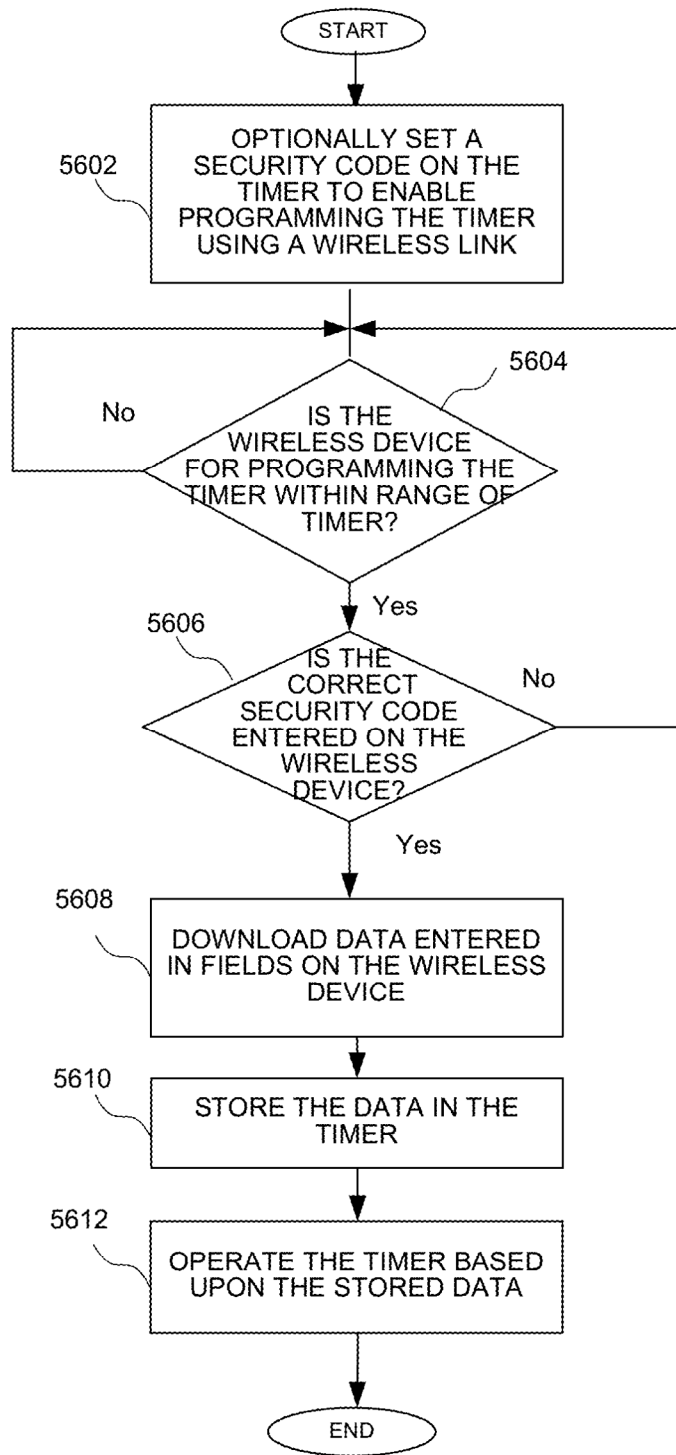 START
5602
OPTIONALLY SET A
SECURITY CODE ON THE
TIMER TO ENABLE
PROGRAMMING THE TIMER
USING A WIRELESS LINK
5604
No
IS THE
WIRELESS DEVICE
FOR PROGRAMMING THE
TIMER WITHIN RANGE OF
TIMER?
Yes
5606
IS THE
CORRECT
SECURITY CODE
ENTERED ON THE
WIRELESS
DEVICE?
No
Yes
5608
DOWNLOAD DATA ENTERED
IN FIELDS ON THE WIRELESS
DEVICE
5610
STORE THE DATA IN THE
TIMER
5612
OPERATE THE TIMER BASED
UPON THE STORED DATA
END